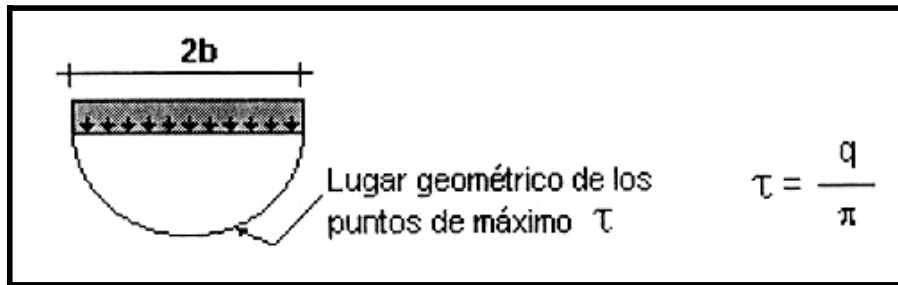 2b
Lugar geométrico de los
puntos de máximo τ
τ = q
π